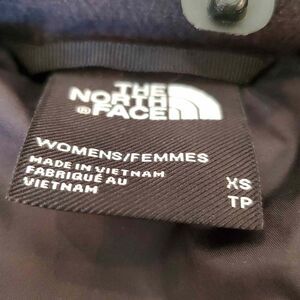 THE
NORTH
® FACE
WOMENS/FEMMES
MADE IN VIETNAM
FABRIQUÉ AU
VIETNAM
XS
TP